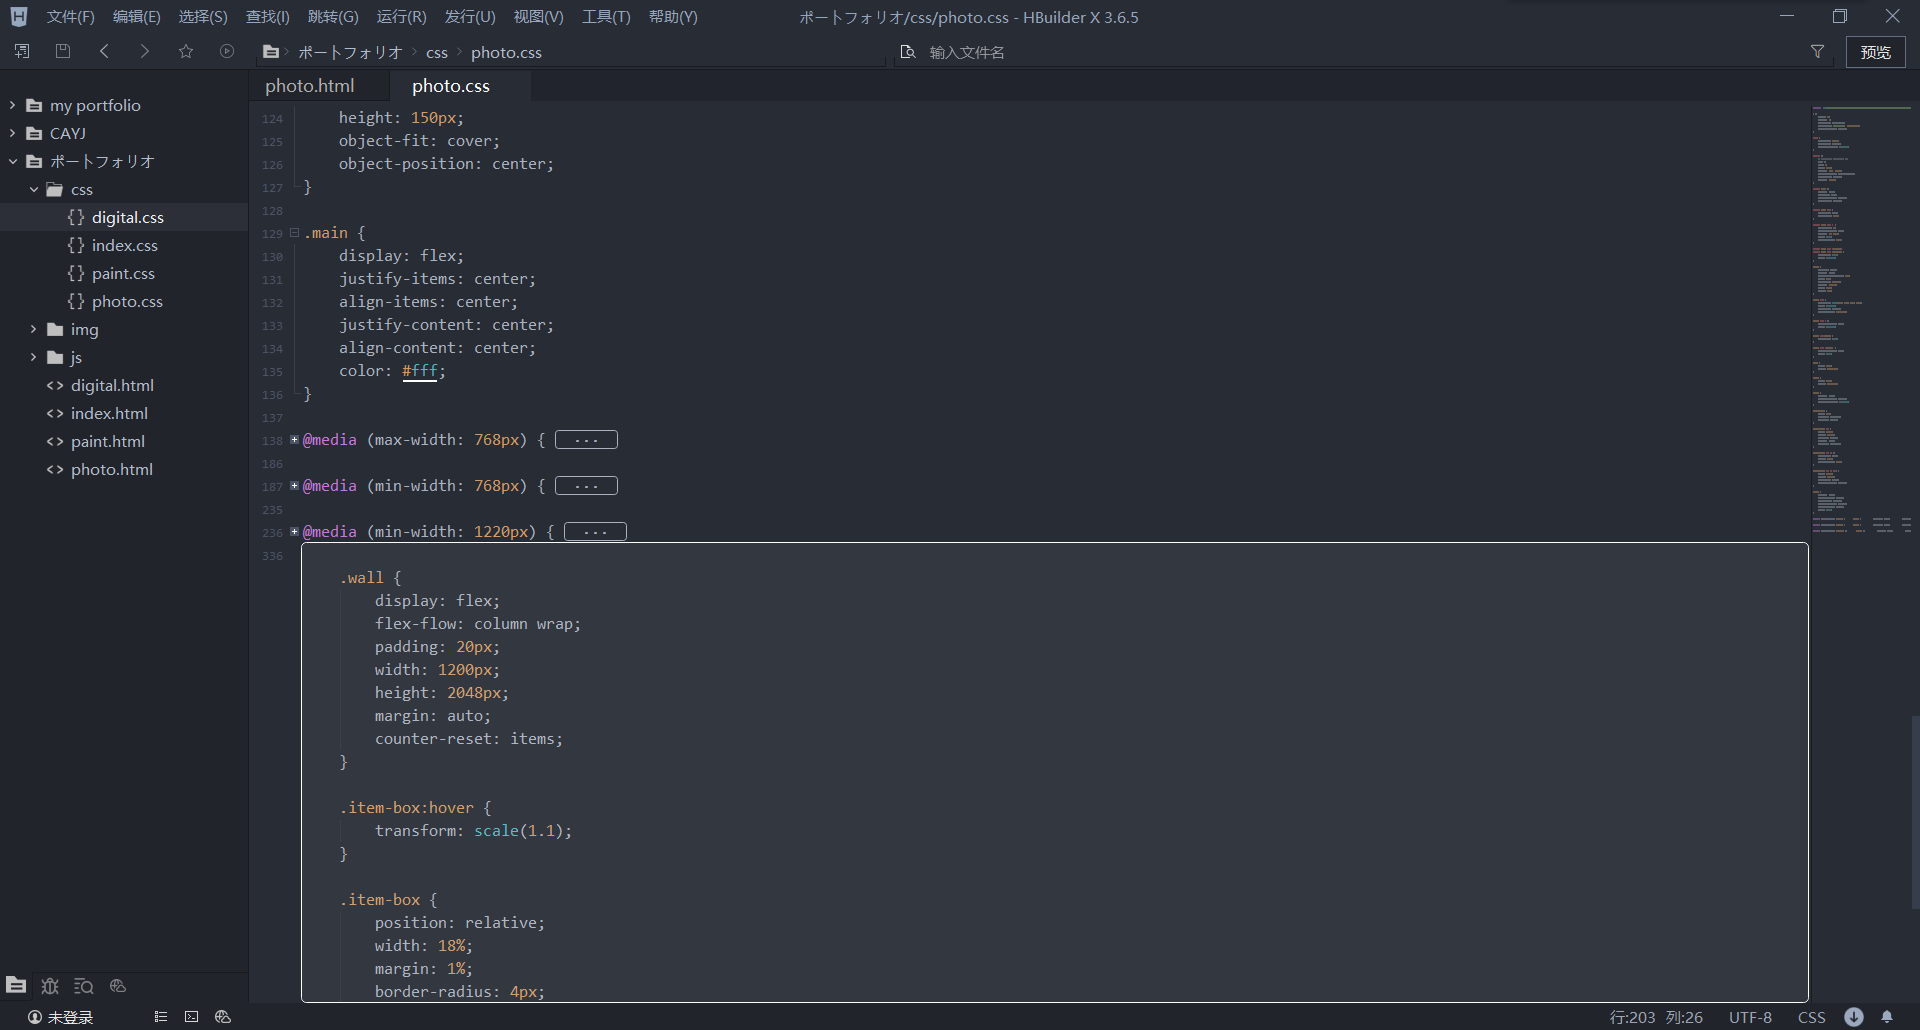 文件(F) 编辑(E) 选择(S) 查找(I) 跳转(G) 运行(R) 发行(U) 视图(V) 工具(T) 帮助(Y) ポートフォリオ/css/photo.css - HBuilder X 3.6.5
ポートフォリオ css photo.css 输入文件名 预览
photo.html photo.css
my portfolio
CAYJ
ポートフォリオ
css
digital.css
index.css
paint.css
photo.css
img
js
digital.html
index.html
paint.html
photo.html
124 height: 150px;
125 object-fit: cover;
126 object-position: center;
127 }
128
129 .main {
130 display: flex;
131 justify-items: center;
132 align-items: center;
133 justify-content: center;
134 align-content: center;
135 color: #fff;
136 }
137
138 @media (max-width: 768px) { ...
186
187 @media (min-width: 768px) { ...
235
236 @media (min-width: 1220px) { ...
336
.wall {
display: flex;
flex-flow: column wrap;
padding: 20px;
width: 1200px;
height: 2048px;
margin: auto;
counter-reset: items;
}
.item-box:hover {
transform: scale(1.1);
}
.item-box {
position: relative;
width: 18%;
margin: 1%;
border-radius: 4px;
未登录 行:203 列:26 UTF-8 CSS